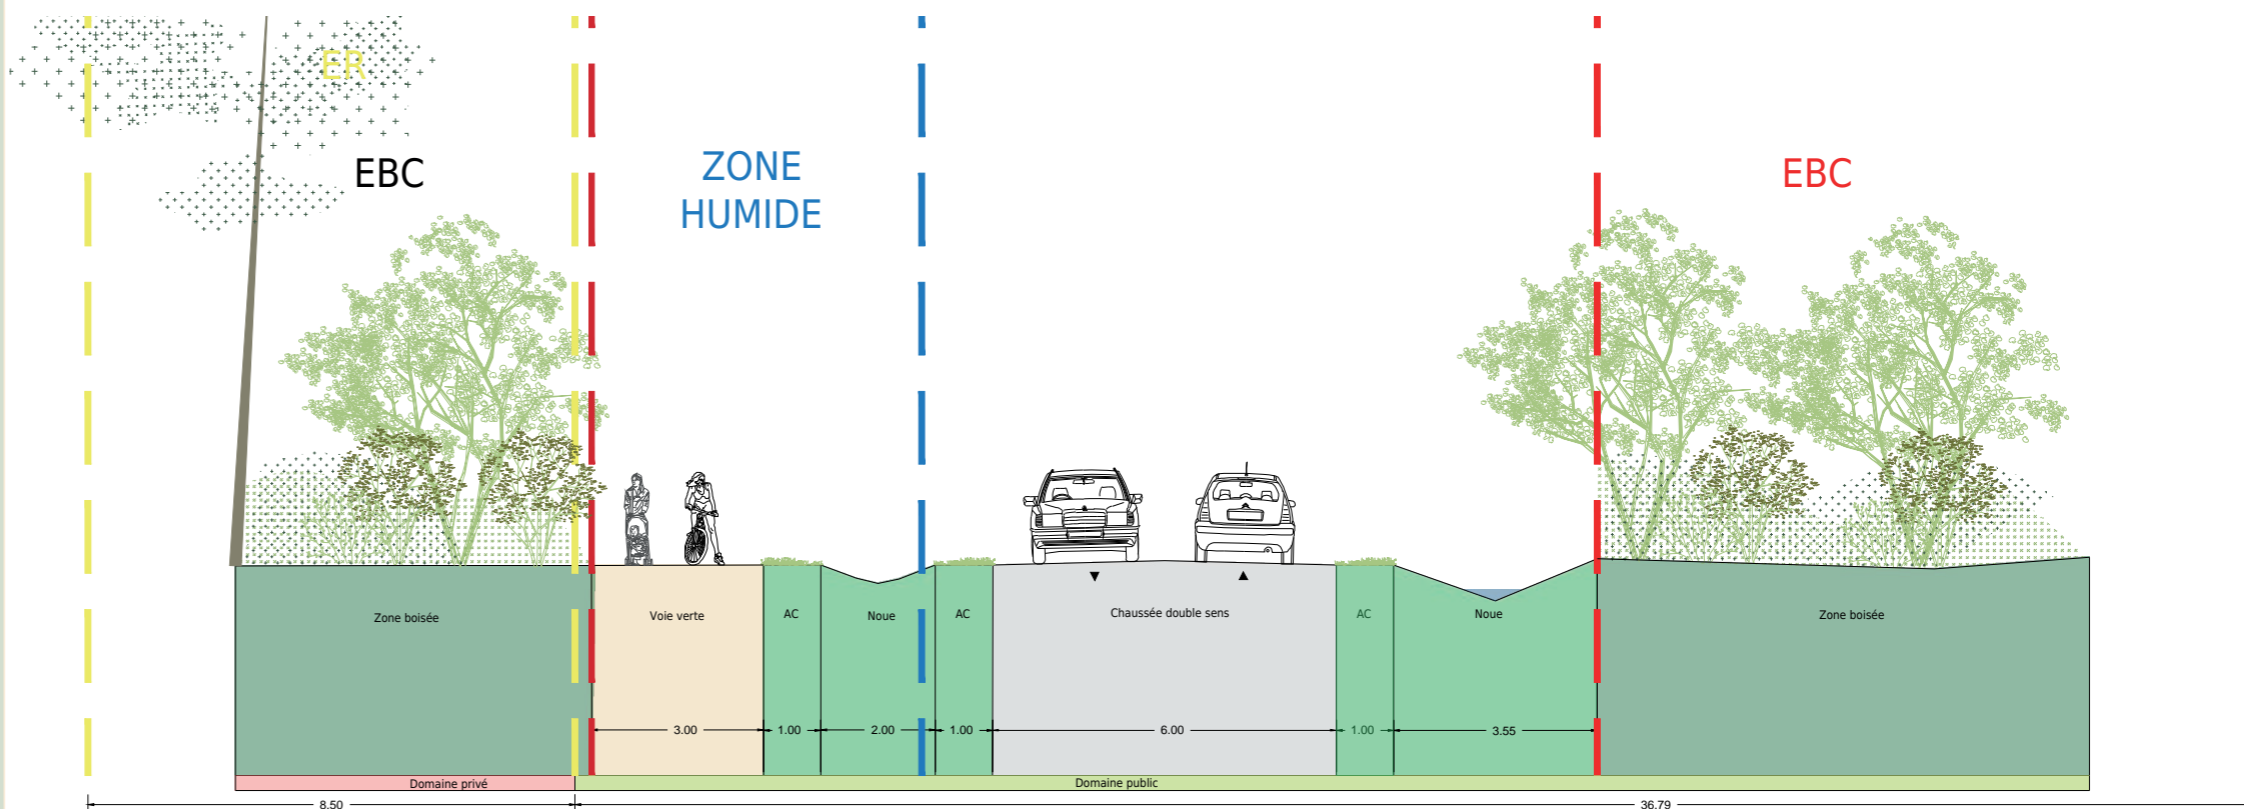 ER
EBC
ZONE
HUMIDE
EBC
Zone boisée
Voie verte
AC
Noue
AC
Chaussée double sens
AC
Noue
Zone boisée
3.00
1.00
2.00
1.00
6.00
1.00
3.55
Domaine privé
Domaine public
8.50
36.79